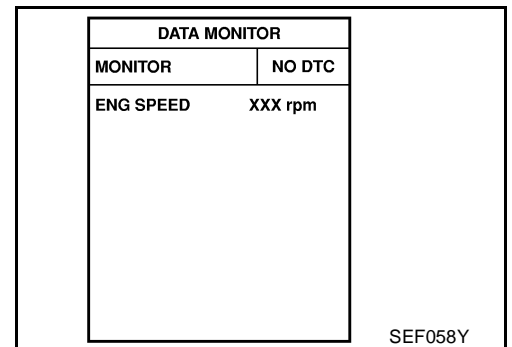 DATA MONITOR
MONITOR NO DTC
ENG SPEED XXX rpm
SEF058Y